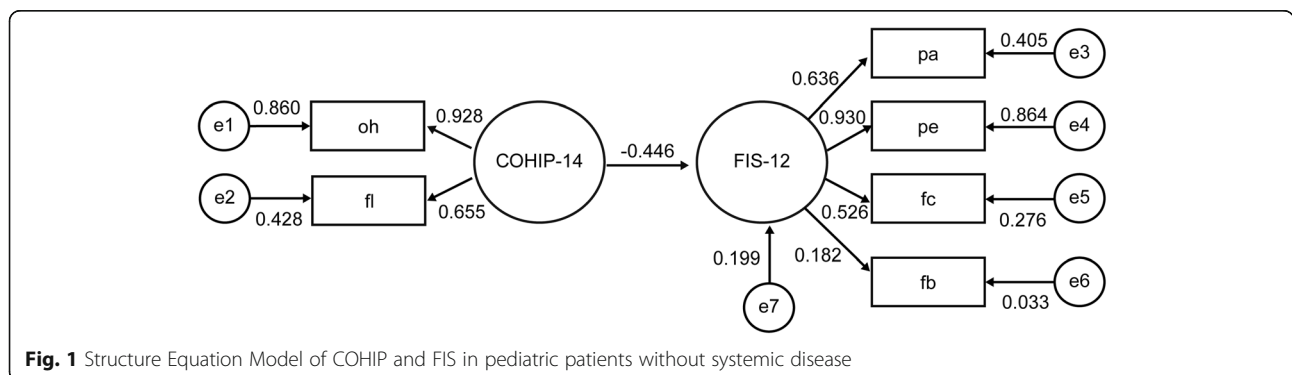 pa
0.405
e3
0.636
e1
0.860
oh
0.928
COHIP-14
-0.446
FIS-12
0.930
pe
0.864
e4
e2
0.428
fl
0.655
0.526
fc
0.276
e5
0.199
e7
0.182
fb
0.033
e6
Fig. 1 Structure Equation Model of COHIP and FIS in pediatric patients without systemic disease